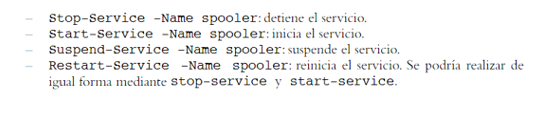 – Stop-Service -Name spooler: detiene el servicio.
– Start-Service -Name spooler: inicia el servicio.
– Suspend-Service -Name spooler: suspende el servicio.
– Restart-Service -Name spooler: reinicia el servicio. Se podría realizar de
igual forma mediante stop-service y start-service.